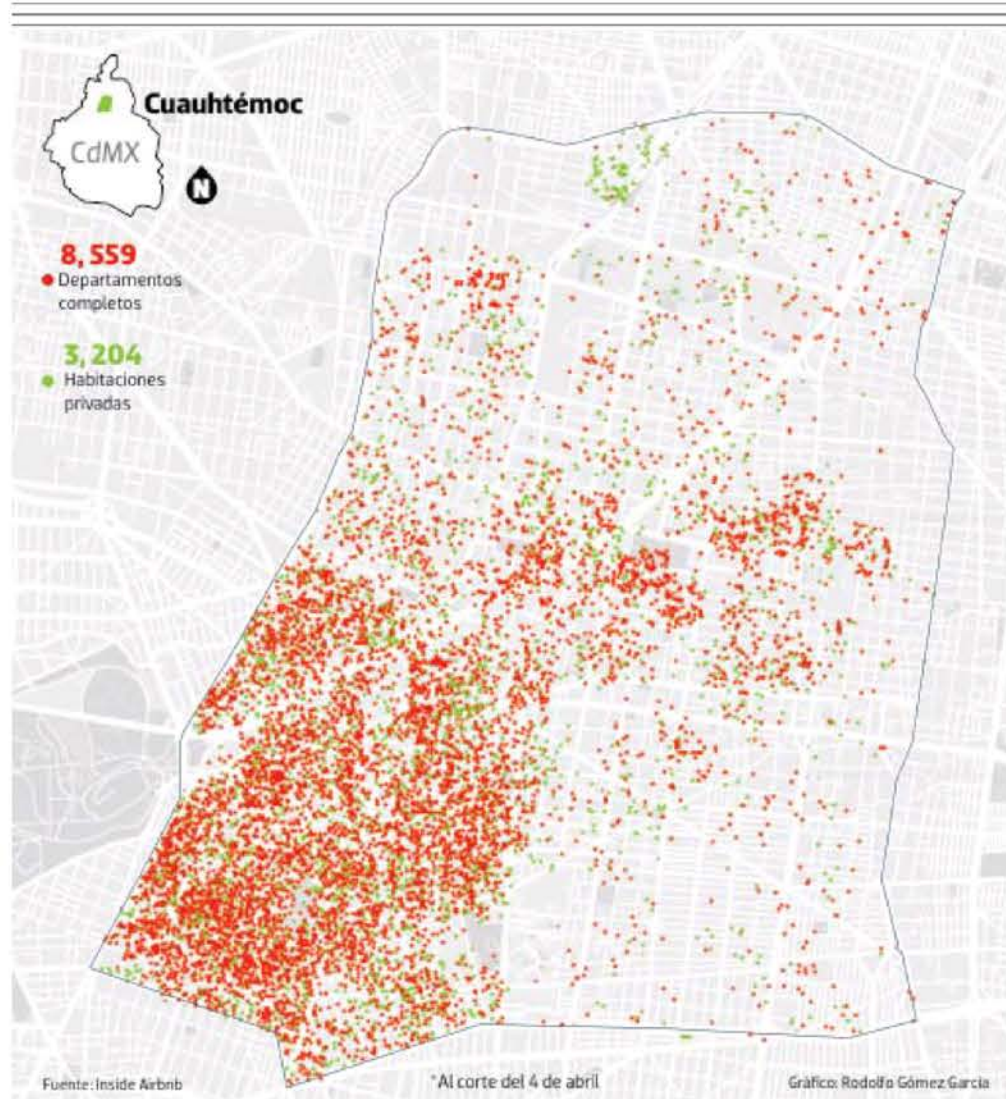 Cuauhtémoc
CdMX
N
8, 559
Departamentos
completos
3, 204
Habitaciones
privadas
Fuente: Inside Airbnb
*Al corte del 4 de abril
Gráfico: Rodolfo Gómez García